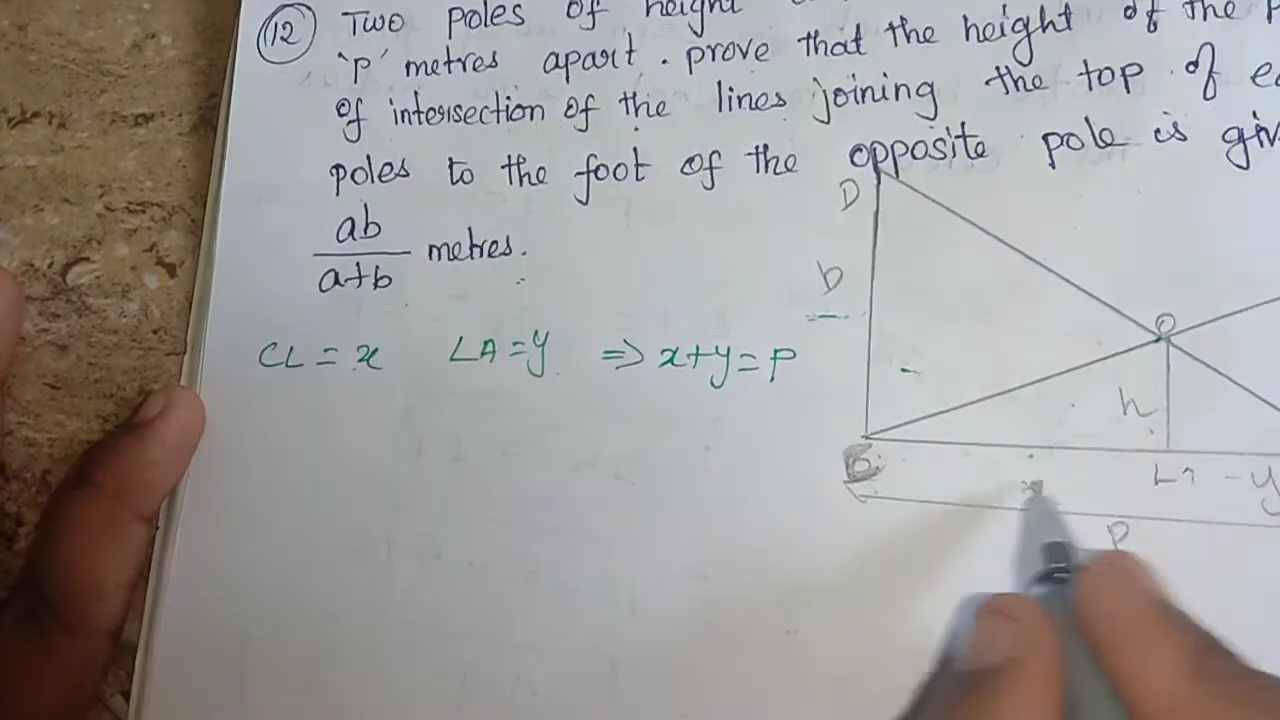 12 Two poles of height
'p' metres apart. prove that the height of the
of intersection of the lines joining the top of
poles to the foot of the opposite pole is
ab
a+b metres.
D
b
CL = x LA = y ⇒ x+y = p
O
h
L
y
p